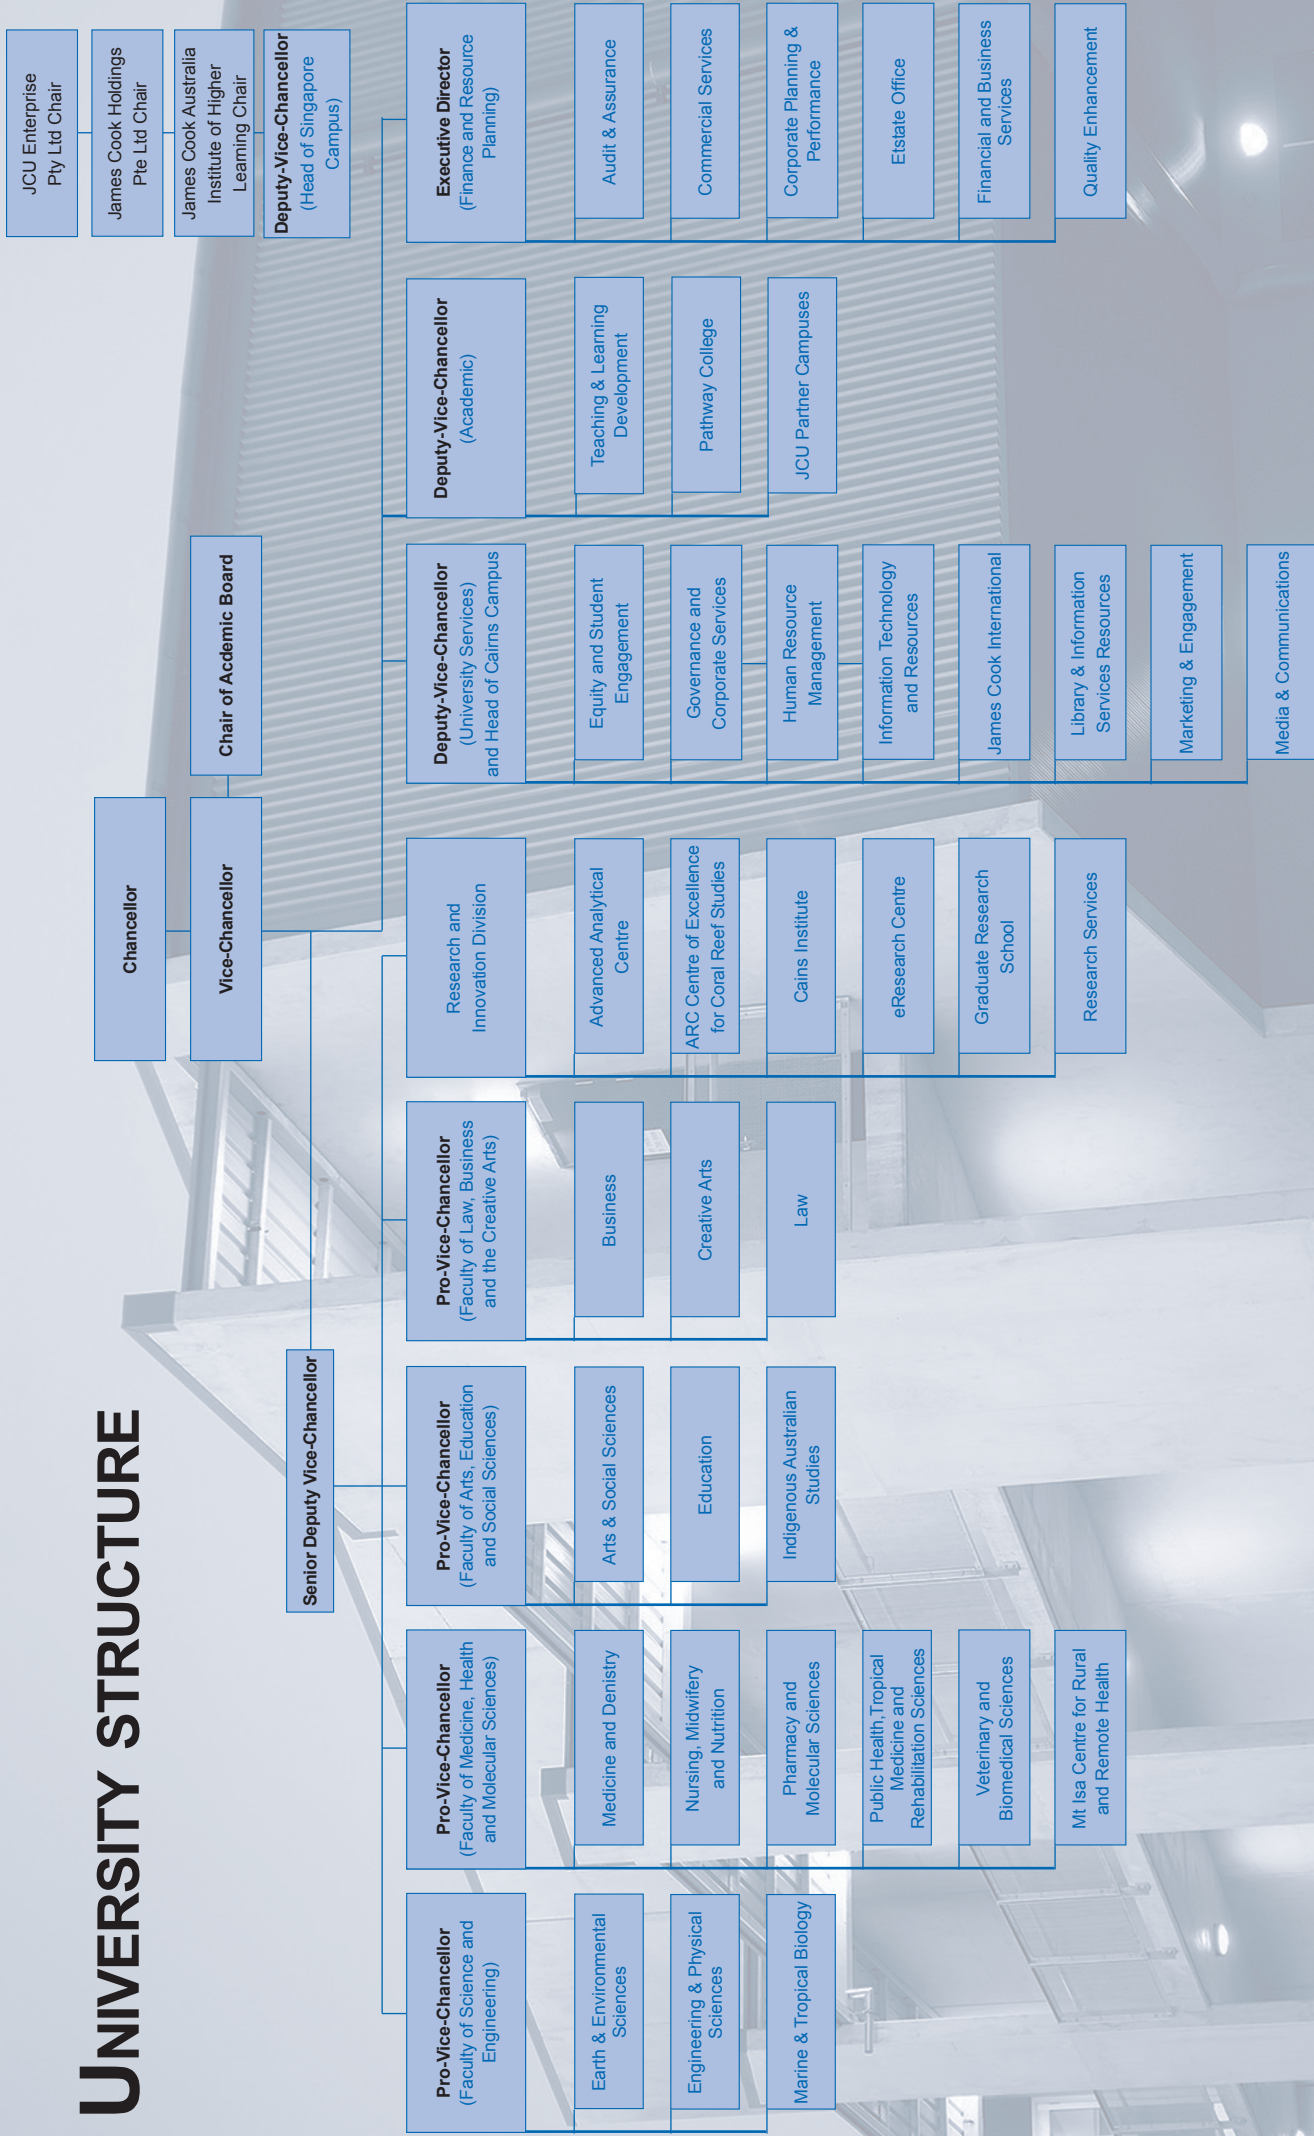 UNIVERSITY STRUCTURE
JCU Enterprise
Pty Ltd Chair
James Cook Holdings
Pte Ltd Chair
James Cook Australia
Institute of Higher
Learning Chair
Deputy-Vice-Chancellor
(Head of Singapore
Campus)
Chancellor
Vice-Chancellor
Chair of Acdemic Board
Senior Deputy Vice-Chancellor
Pro-Vice-Chancellor
(Faculty of Science and
Engineering)
Earth & Environmental
Sciences
Engineering & Physical
Sciences
Marine & Tropical Biology
Pro-Vice-Chancellor
(Faculty of Medicine, Health
and Molecular Sciences)
Medicine and Denistry
Nursing, Midwifery
and Nutrition
Pharmacy and
Molecular Sciences
Public Health,Tropical
Medicine and
Rehabilitation Sciences
Veterinary and
Biomedical Sciences
Mt Isa Centre for Rural
and Remote Health
Pro-Vice-Chancellor
(Faculty of Arts, Education
and Social Sciences)
Arts & Social Sciences
Education
Indigenous Australian
Studies
Pro-Vice-Chancellor
(Faculty of Law, Business
and the Creative Arts)
Business
Creative Arts
Law
Research and
Innovation Division
Advanced Analytical
Centre
ARC Centre of Excellence
for Coral Reef Studies
Cains Institute
eResearch Centre
Graduate Research
School
Research Services
Deputy-Vice-Chancellor
(University Services)
and Head of Cairns Campus
Equity and Student
Engagement
Governance and
Corporate Services
Human Resource
Management
Information Technology
and Resources
James Cook International
Library & Information
Services Resources
Marketing & Engagement
Media & Communications
Deputy-Vice-Chancellor
(Academic)
Teaching & Learning
Development
Pathway College
JCU Partner Campuses
Executive Director
(Finance and Resource
Planning)
Audit & Assurance
Commercial Services
Corporate Planning &
Performance
Etstate Office
Financial and Business
Services
Quality Enhancement